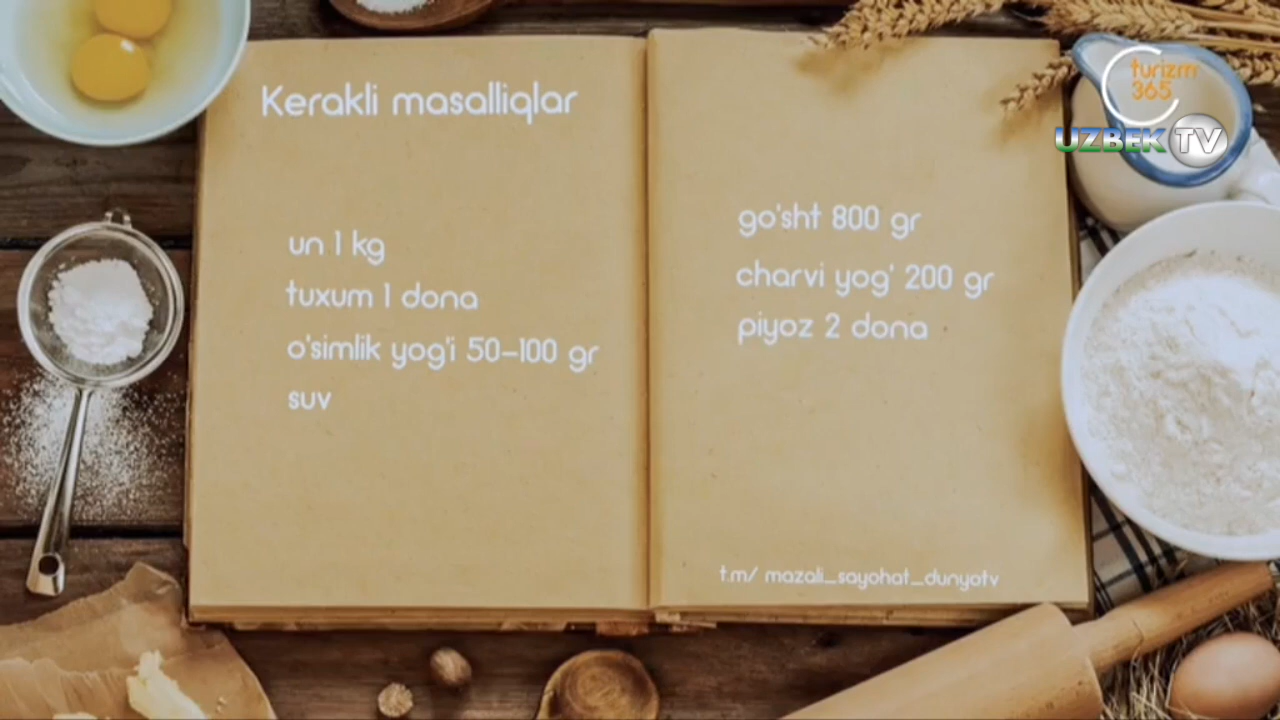 Kerakli masalliqlar
un 1 kg
tuxum 1 dona
o'simlik yog'i 50-100 gr
suv
go'sht 800 gr
charvi yog' 200 gr
piyoz 2 dona
t.m/ mazali_sayohat_dunyotv
turizm
365
UZBEK TV